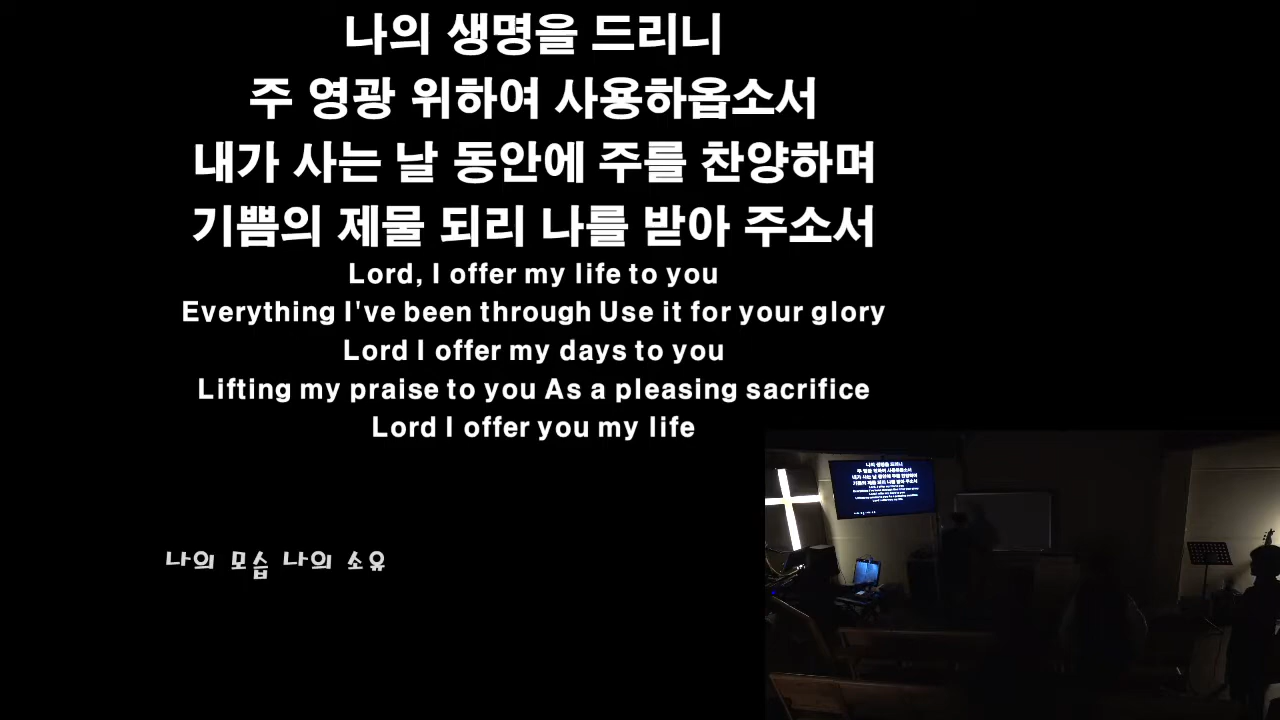 나의 생명을 드리니
주 영광 위하여 사용하옵소서
내가 사는 날 동안에 주를 찬양하며
기쁨의 제물 되리 나를 받아 주소서
Lord, I offer my life to you
Everything I've been through Use it for your glory
Lord I offer my days to you
Lifting my praise to you As a pleasing sacrifice
Lord I offer you my life
나의 모습 나의 소유